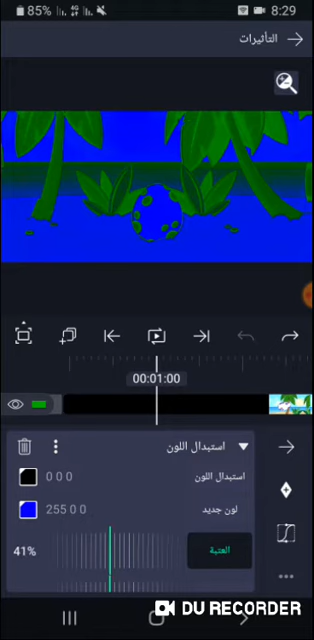 85% 4G 8:29
التأثيرات
00:01:00
استبدال اللون
استبدال اللون 0 0 0
لون جديد 0 0 255
العتبة 41%
DU RECORDER